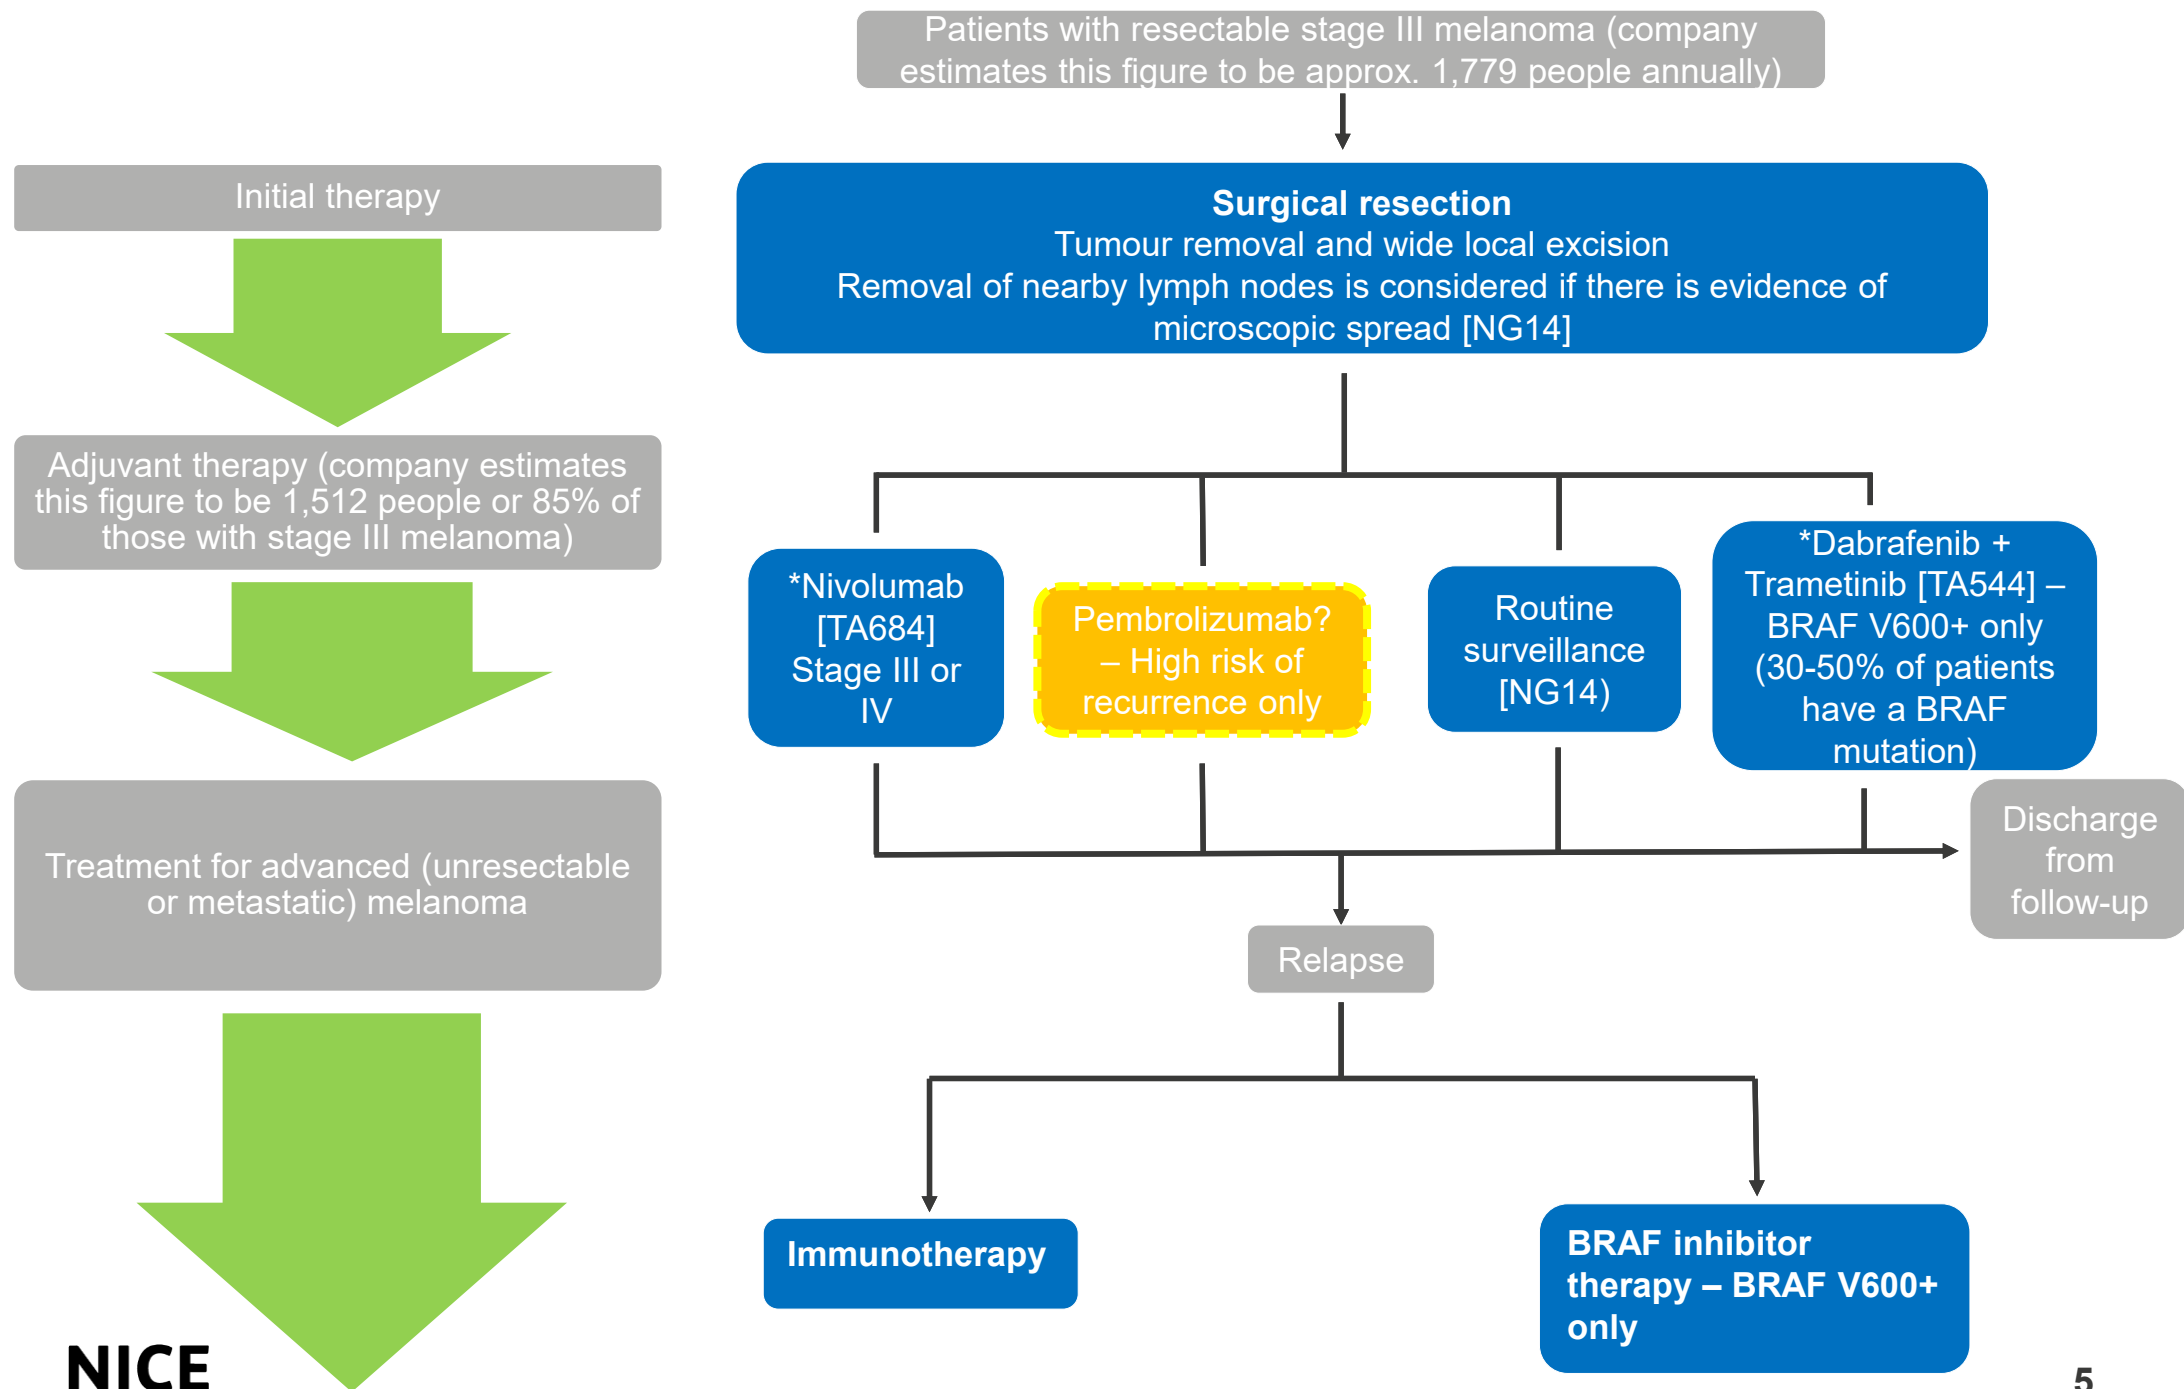 Patients with resectable stage III melanoma (company
estimates this figure to be approx. 1,779 people annually)
Initial therapy
Surgical resection
Tumour removal and wide local excision
Removal of nearby lymph nodes is considered if there is evidence of
microscopic spread [NG14]
Adjuvant therapy (company estimates
this figure to be 1,512 people or 85% of
those with stage III melanoma)
*Nivolumab
[TA684]
Stage III or
IV
Pembrolizumab?
– High risk of
recurrence only
Routine
surveillance
[NG14)
*Dabrafenib +
Trametinib [TA544] –
BRAF V600+ only
(30-50% of patients
have a BRAF
mutation)
Treatment for advanced (unresectable
or metastatic) melanoma
Discharge
from
follow-up
Relapse
Immunotherapy
BRAF inhibitor
therapy – BRAF V600+
only
NICE
5